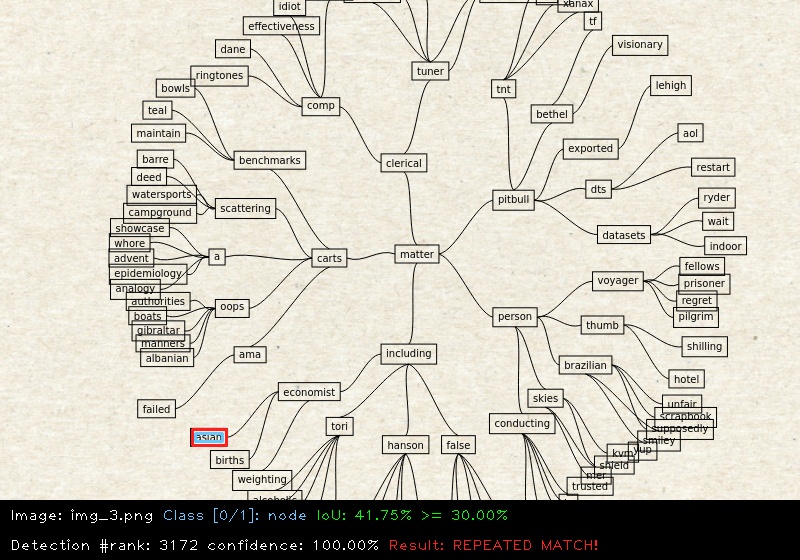 idiot
xanax
effectiveness
tf
dane
visionary
tuner
ringtones
bowls
tnt
lehigh
comp
teal
bethel
maintain
aol
exported
barre
benchmarks
clerical
restart
deed
dts
watersports
pitbull
ryder
campground
scattering
wait
showcase
datasets
whore
indoor
advent
a
carts
matter
epidemiology
fellows
analogy
voyager
prisoner
authorities
oops
regret
boats
person
pilgrim
gibraltar
thumb
manners
shilling
albanian
ama
including
brazilian
hotel
economist
failed
skies
unfair
scrapbook
asian
tori
conducting
supposedly
smiley
hanson
false
yup
births
kvm
shield
weighting
mer
trusted
alcoholic
Image: img_3.png Class [0/1]: node IoU: 41.75% >= 30.00%
Detection #rank: 3172 confidence: 100.00% Result: REPEATED MATCH!